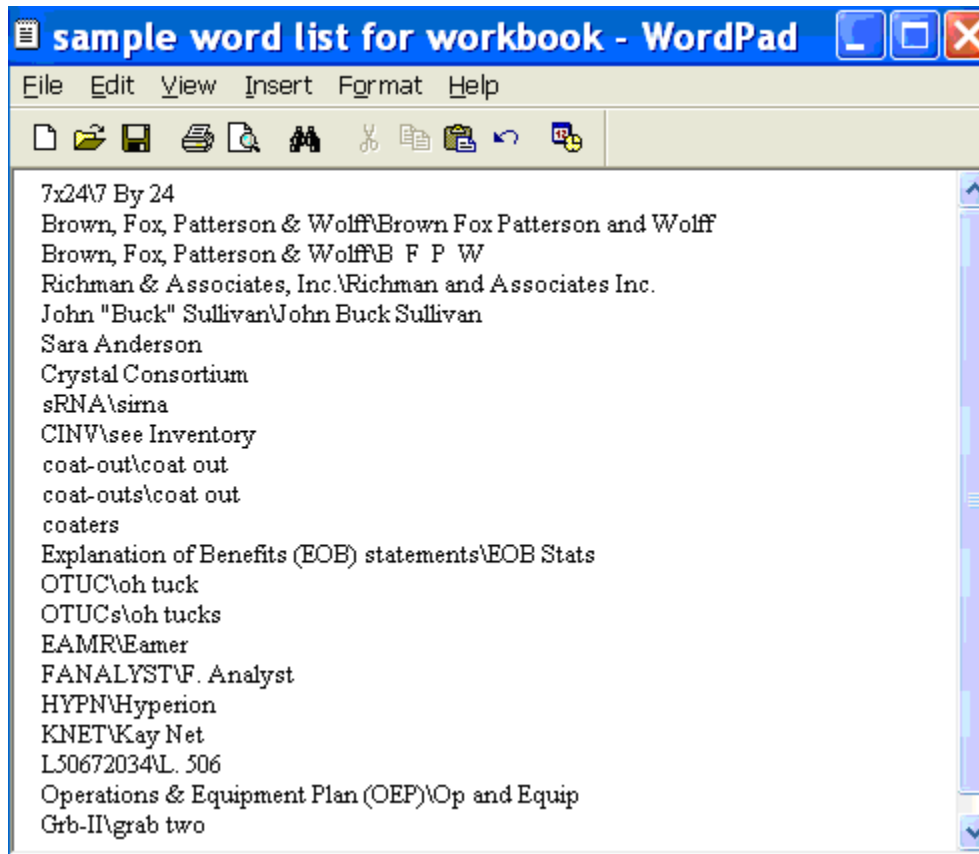 sample word list for workbook - WordPad
File Edit View Insert Format Help
7x24\7 By 24
Brown, Fox, Patterson & Wolff\Brown Fox Patterson and Wolff
Brown, Fox, Patterson & Wolff\B F P W
Richman & Associates, Inc.\Richman and Associates Inc.
John "Buck" Sullivan\John Buck Sullivan
Sara Anderson
Crystal Consortium
sRNA\sirna
CINV\see Inventory
coat-out\coat out
coat-outs\coat out
coaters
Explanation of Benefits (EOB) statements\EOB Stats
OTUC\oh tuck
OTUCs\oh tucks
EAMR\Eamer
FANALYST\F. Analyst
HYPN\Hyperion
KNET\Kay Net
L50672034\L. 506
Operations & Equipment Plan (OEP)\Op and Equip
Grb-II\grab two